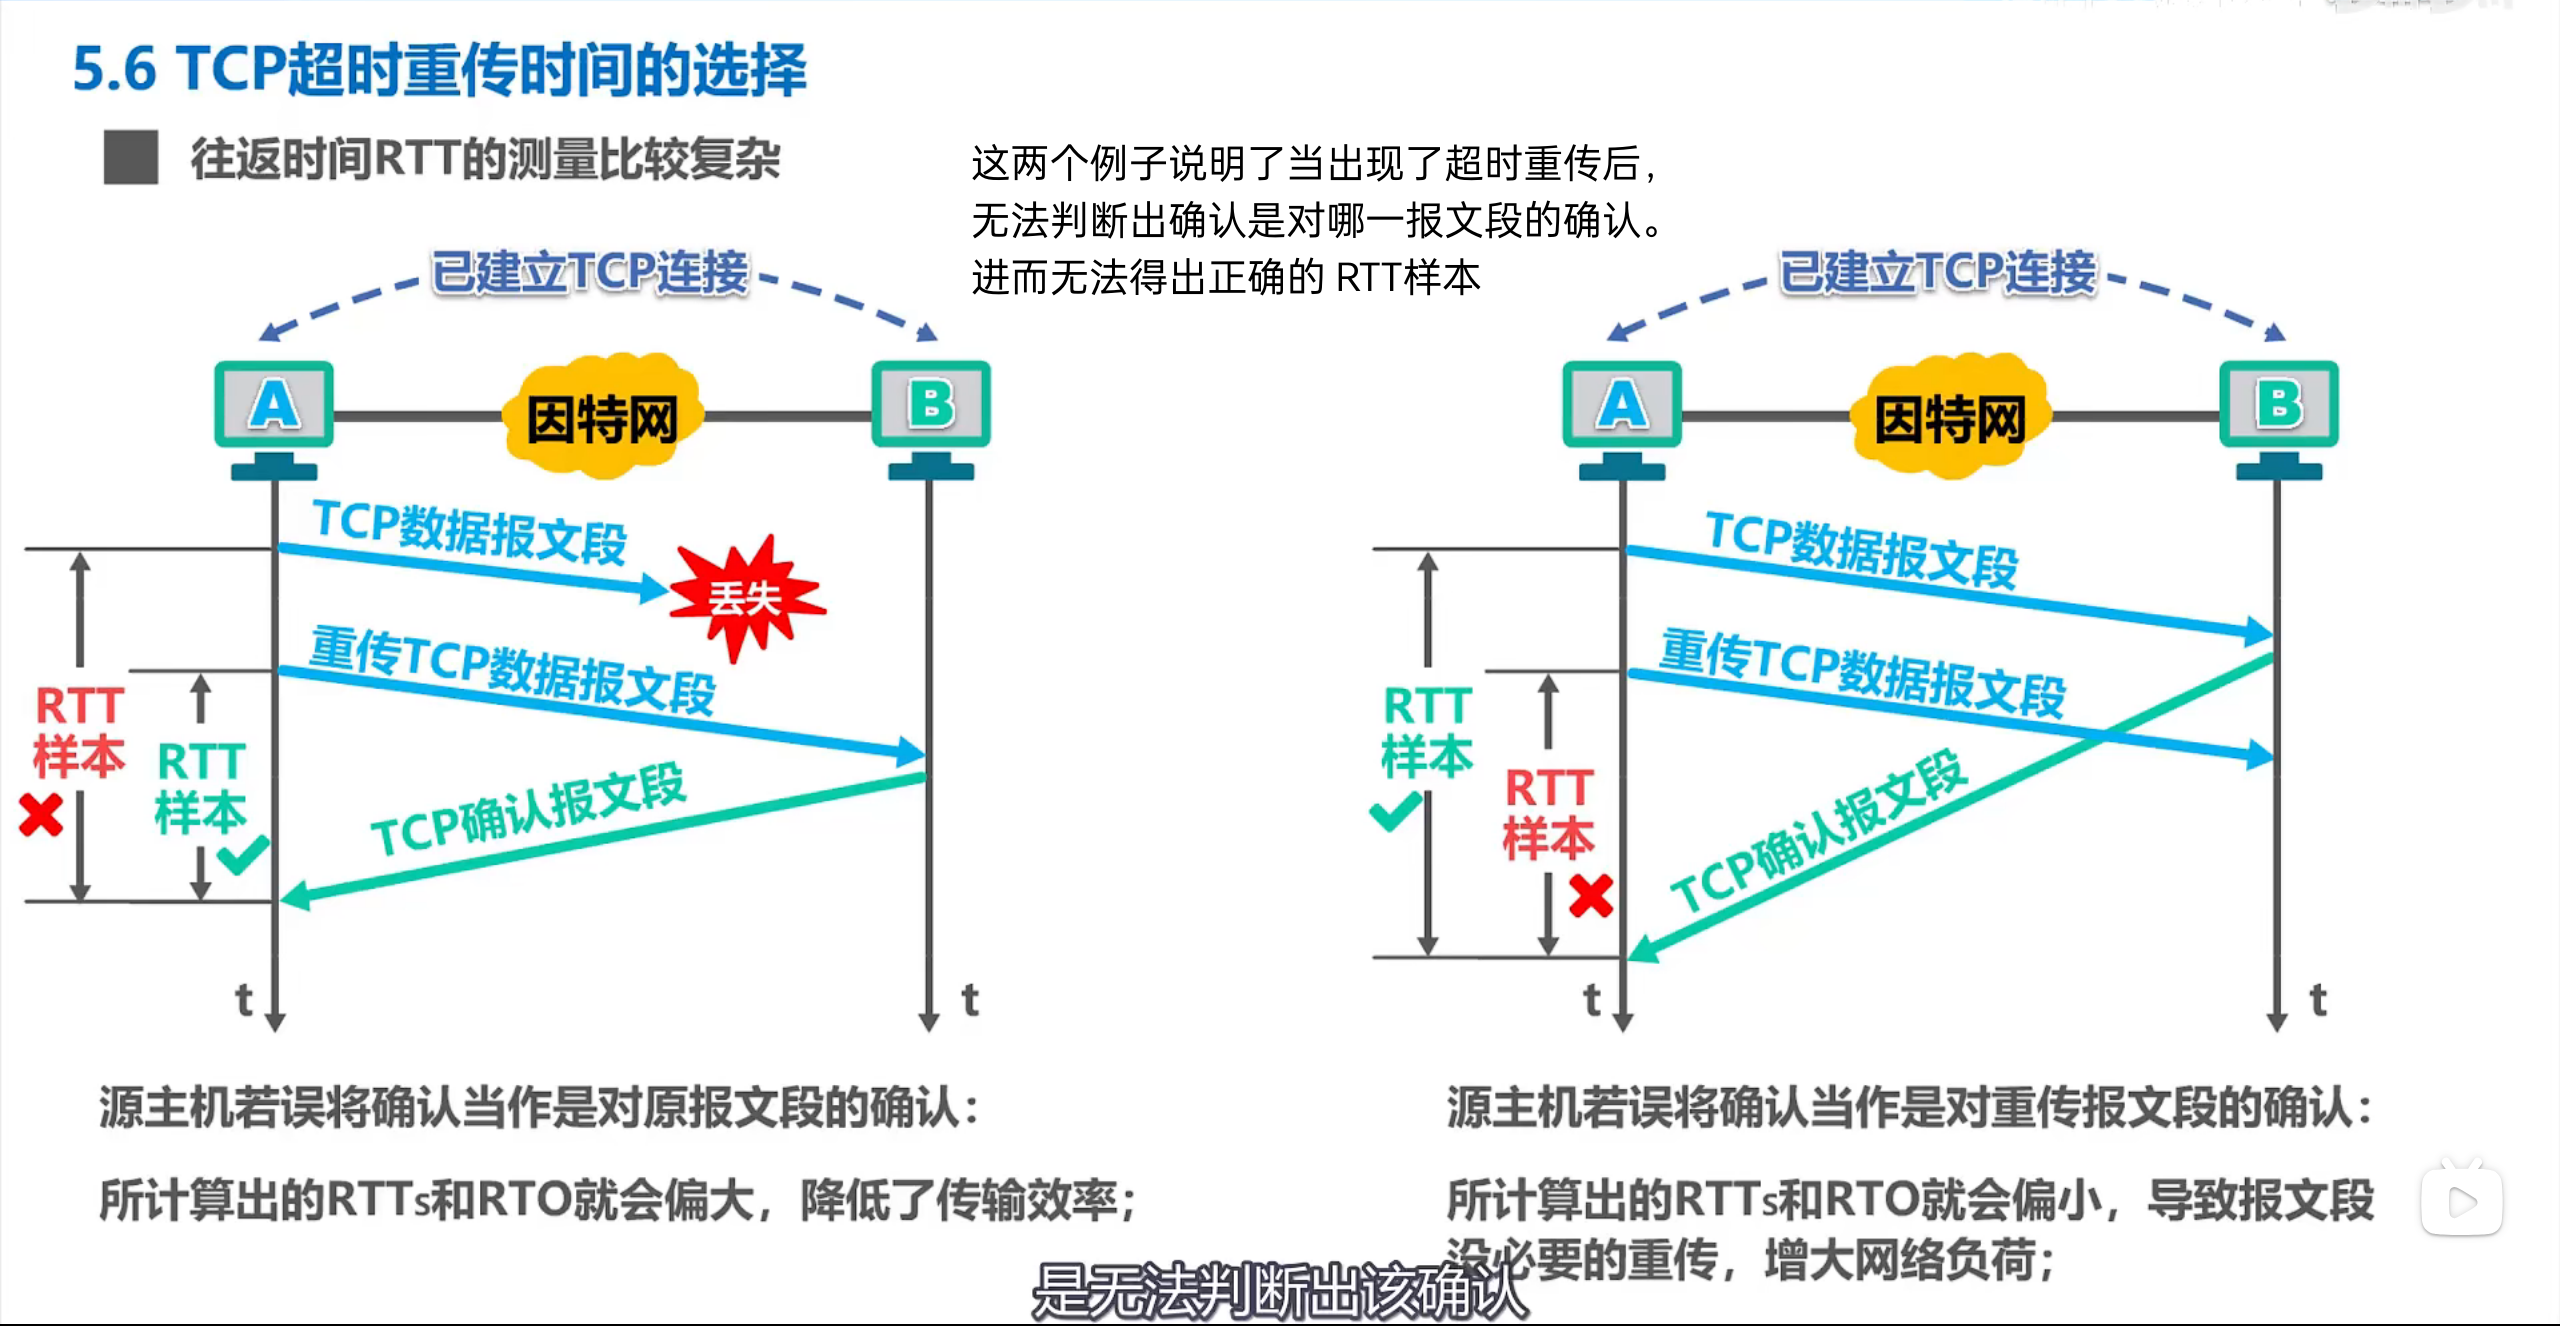 5.6 TCP超时重传时间的选择
往返时间RTT的测量比较复杂
这两个例子说明了当出现了超时重传后，
无法判断出确认是对哪一报文段的确认。
进而无法得出正确的 RTT样本
已建立TCP连接
A
因特网
B
TCP数据报文段
丢失
重传TCP数据报文段
RTT
样本
RTT
样本
TCP确认报文段
t
t
源主机若误将确认当作是对原报文段的确认：
所计算出的RTTs和RTO就会偏大，降低了传输效率；
已建立TCP连接
A
因特网
B
TCP数据报文段
重传TCP数据报文段
RTT
样本
RTT
样本
TCP确认报文段
t
t
源主机若误将确认当作是对重传报文段的确认：
所计算出的RTTs和RTO就会偏小，导致报文段
没必要的重传，增大网络负荷；
是无法判断出该确认